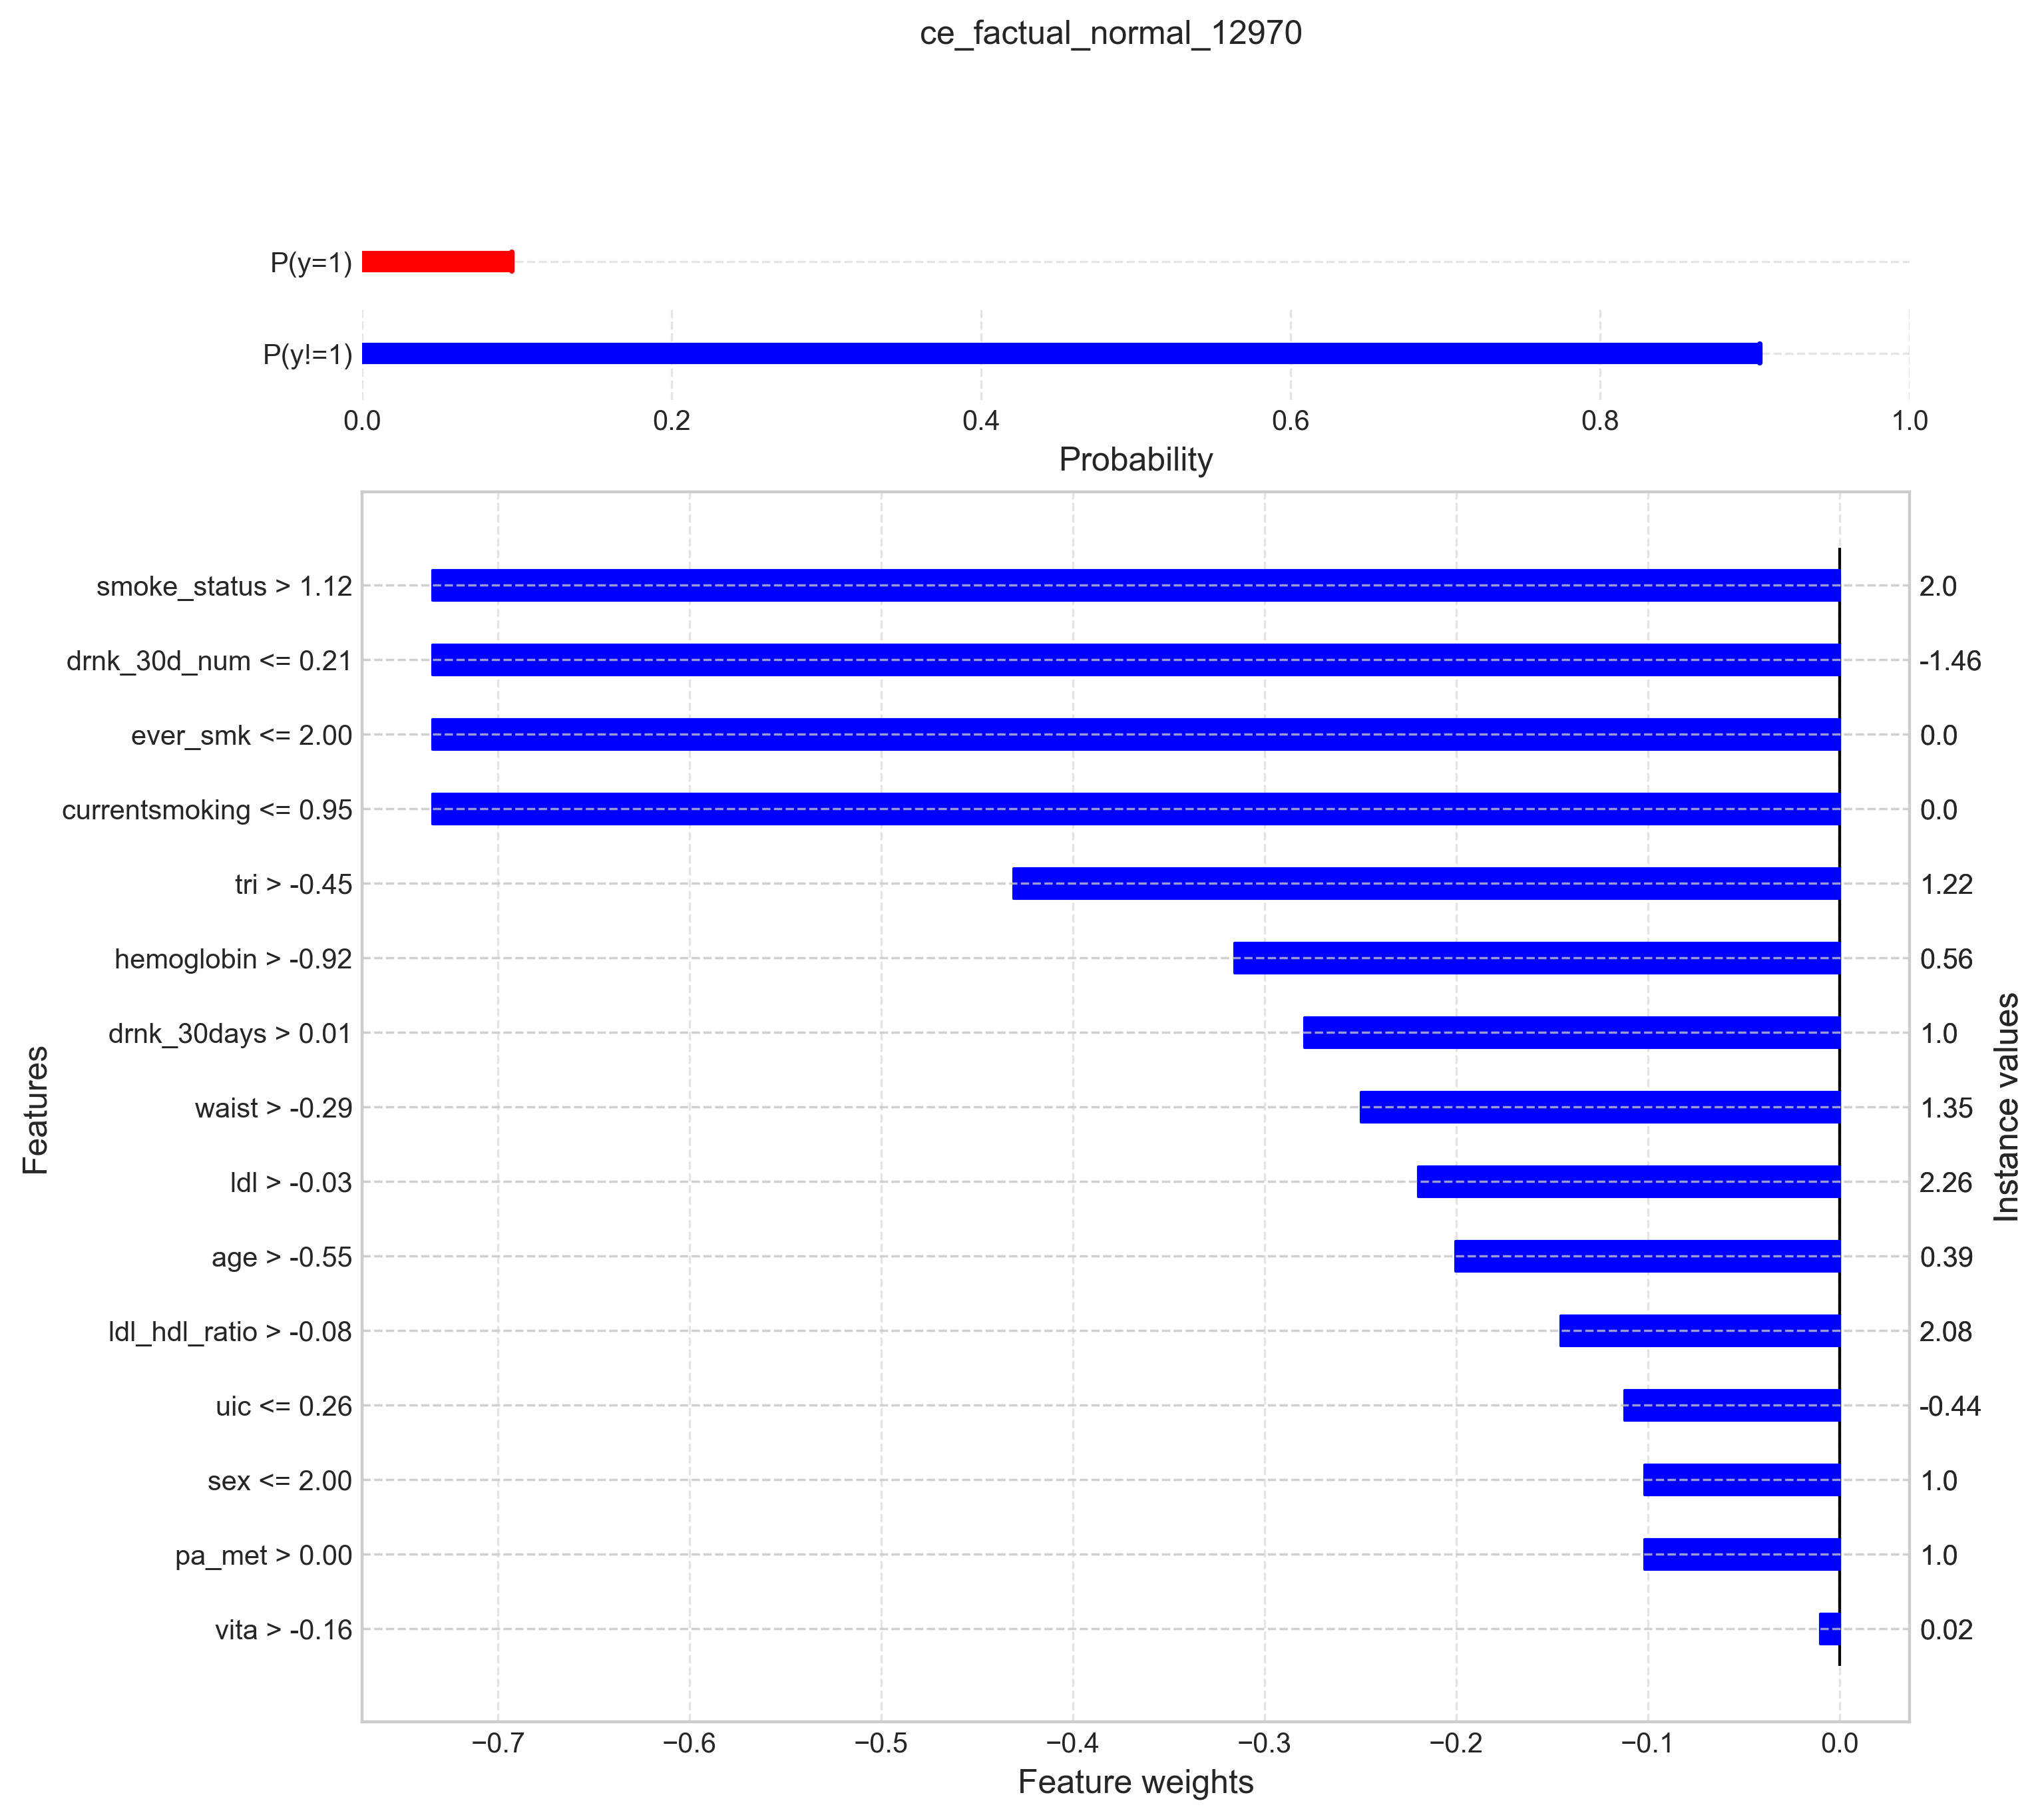 ce_factual_normal_12970
P(y=1)
P(y!=1)
0.0 0.2 0.4 0.6 0.8 1.0
Probability
smoke_status > 1.12 2.0
drnk_30d_num <= 0.21 -1.46
ever_smk <= 2.00 0.0
currentsmoking <= 0.95 0.0
tri > -0.45 1.22
hemoglobin > -0.92 0.56
drnk_30days > 0.01 1.0
waist > -0.29 1.35
ldl > -0.03 2.26
age > -0.55 0.39
ldl_hdl_ratio > -0.08 2.08
uic <= 0.26 -0.44
sex <= 2.00 1.0
pa_met > 0.00 1.0
vita > -0.16 0.02
Features
Instance values
−0.7 −0.6 −0.5 −0.4 −0.3 −0.2 −0.1 0.0
Feature weights